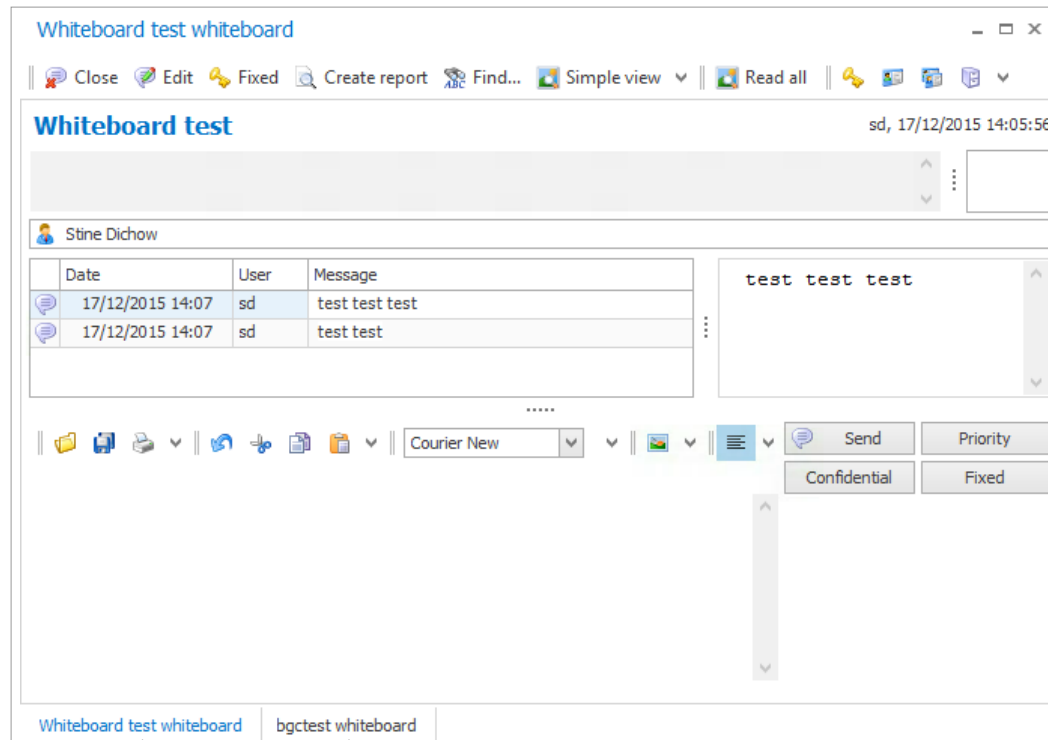 Whiteboard test whiteboard
Close Edit Fixed Create report ABC Find... Simple view Read all
Whiteboard test
sd, 17/12/2015 14:05:56
Stine Dichow
Date User Message
17/12/2015 14:07 sd test test test
17/12/2015 14:07 sd test test
test test test
Courier New
Send Priority
Confidential Fixed
Whiteboard test whiteboard bgctest whiteboard